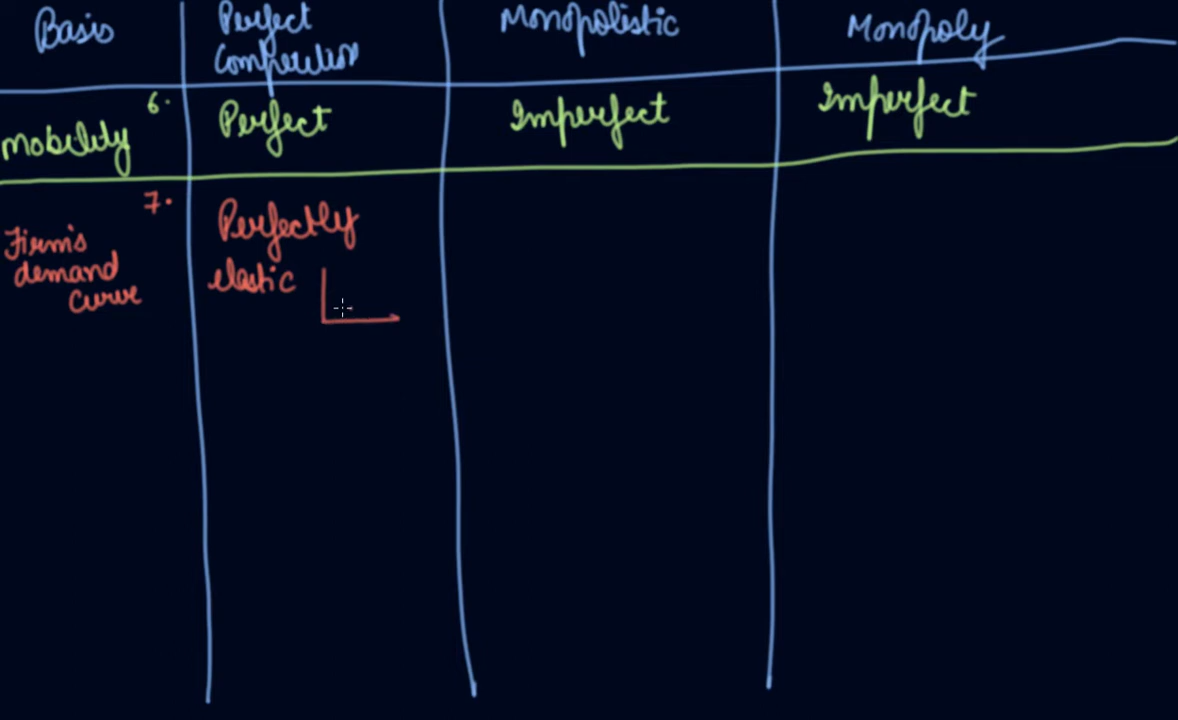 Basis
Perfect
Competition
Monopolistic
Monopoly
6.
Mobility
Perfect
Imperfect
Imperfect
7.
Firm's
demand
curve
Perfectly
elastic